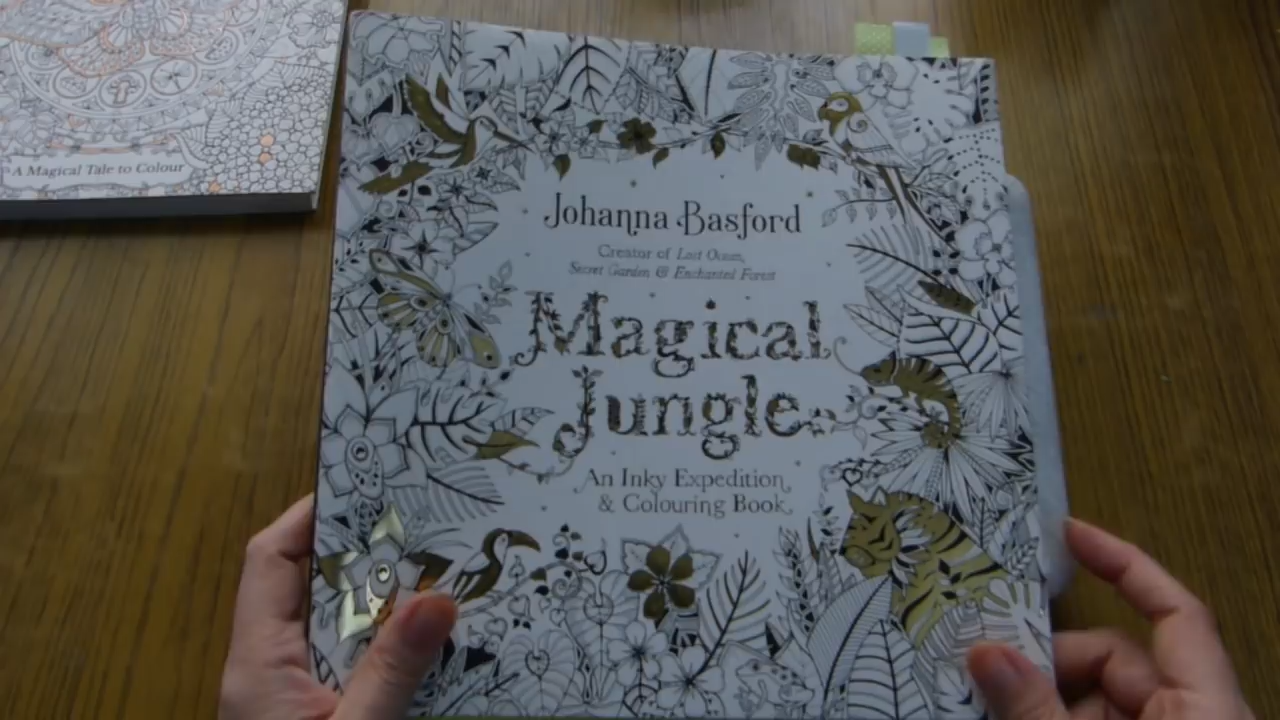 A Magical Tale to Colour
Johanna Basford
Creator of Lost Ocean,
Secret Garden & Enchanted Forest
Magical
Jungle
An Inky Expedition
& Colouring Book